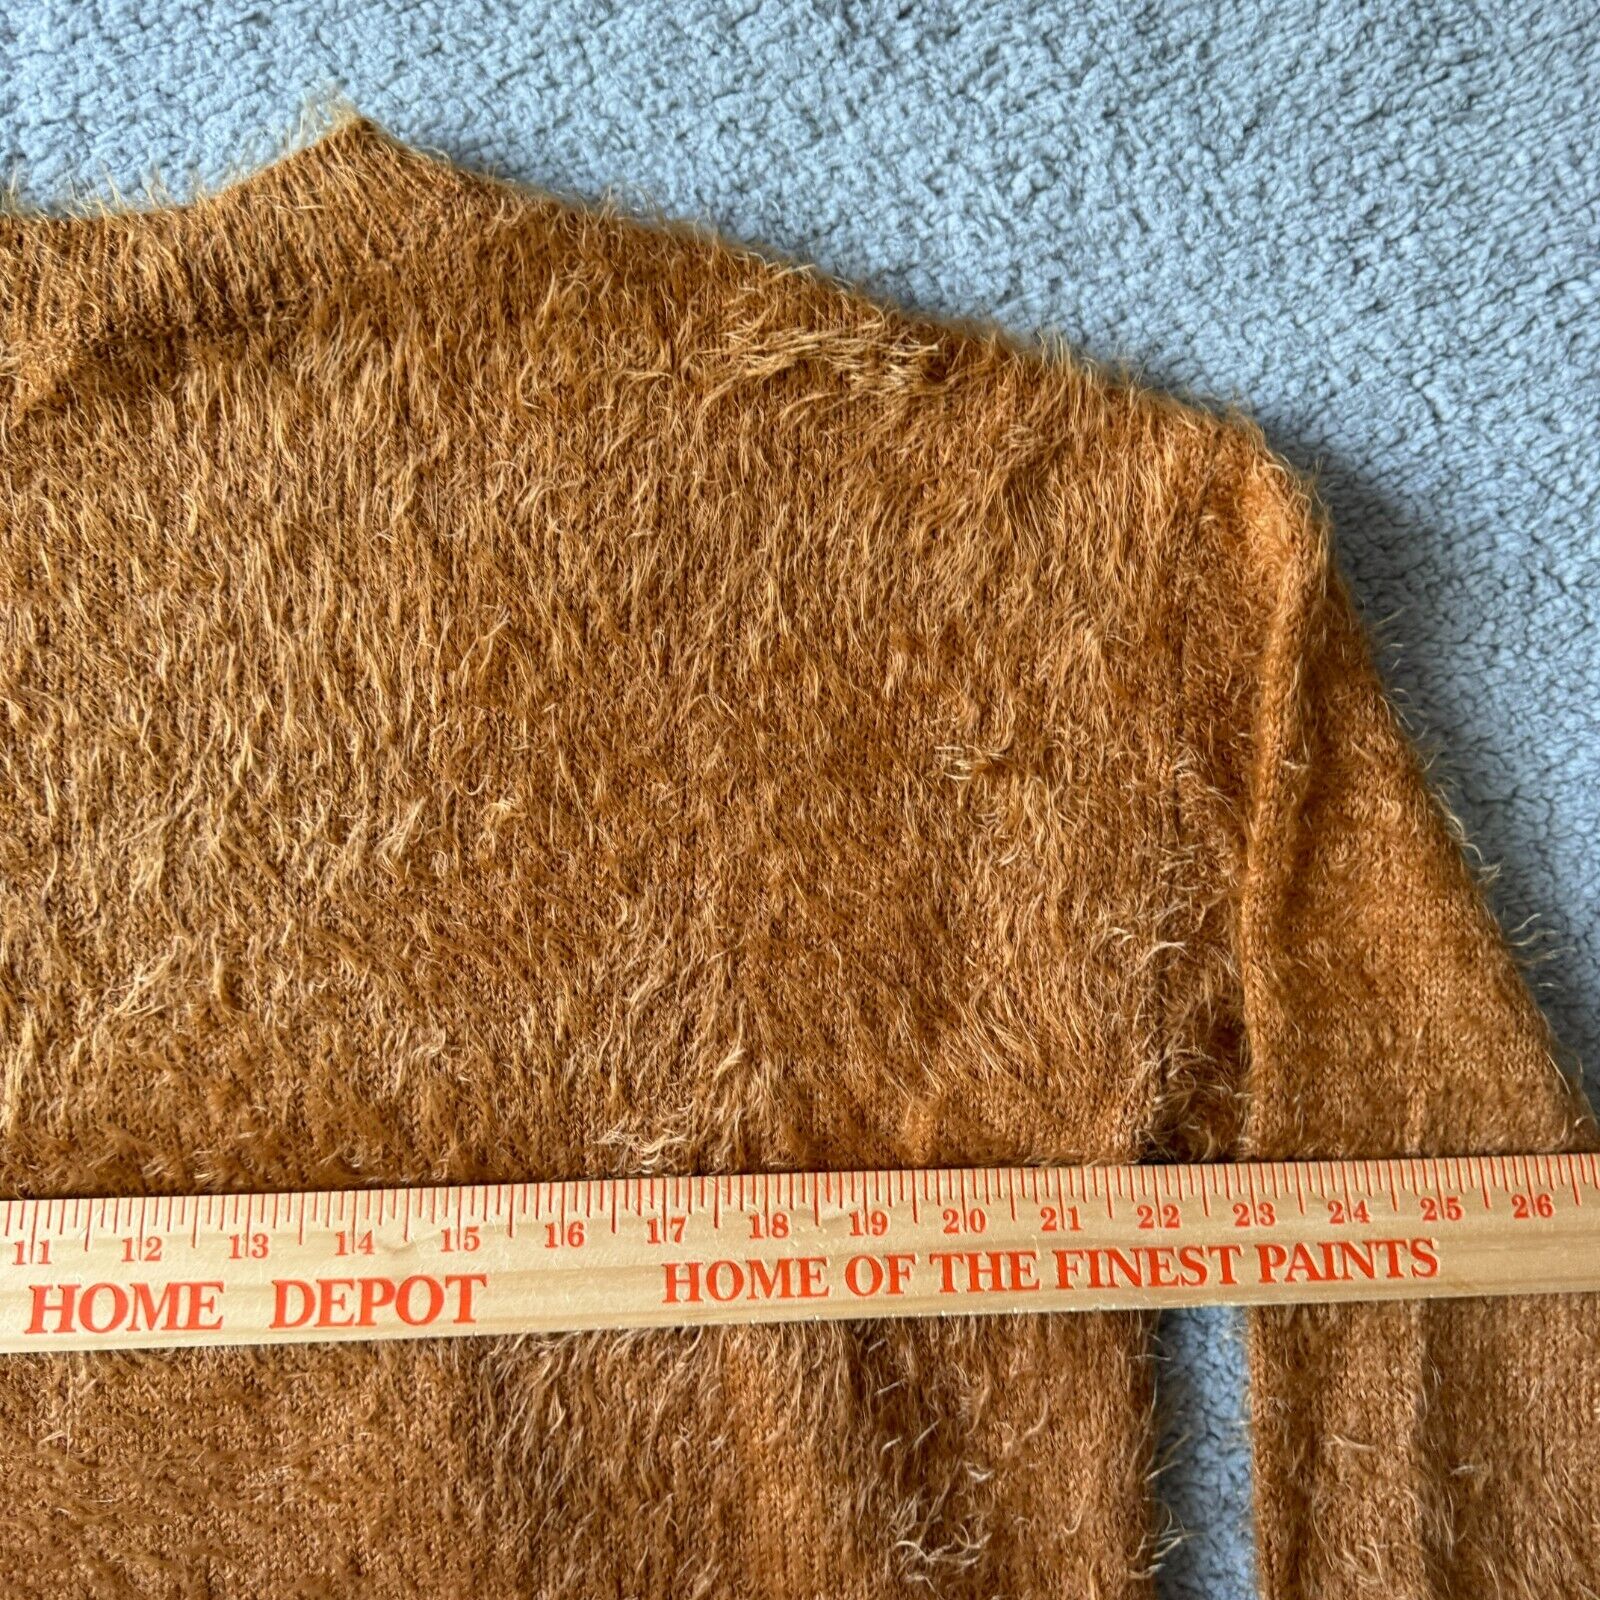 11 12 13 14 15 16 17 18 19 20 21 22 23 24 25 26
HOME DEPOT HOME OF THE FINEST PAINTS